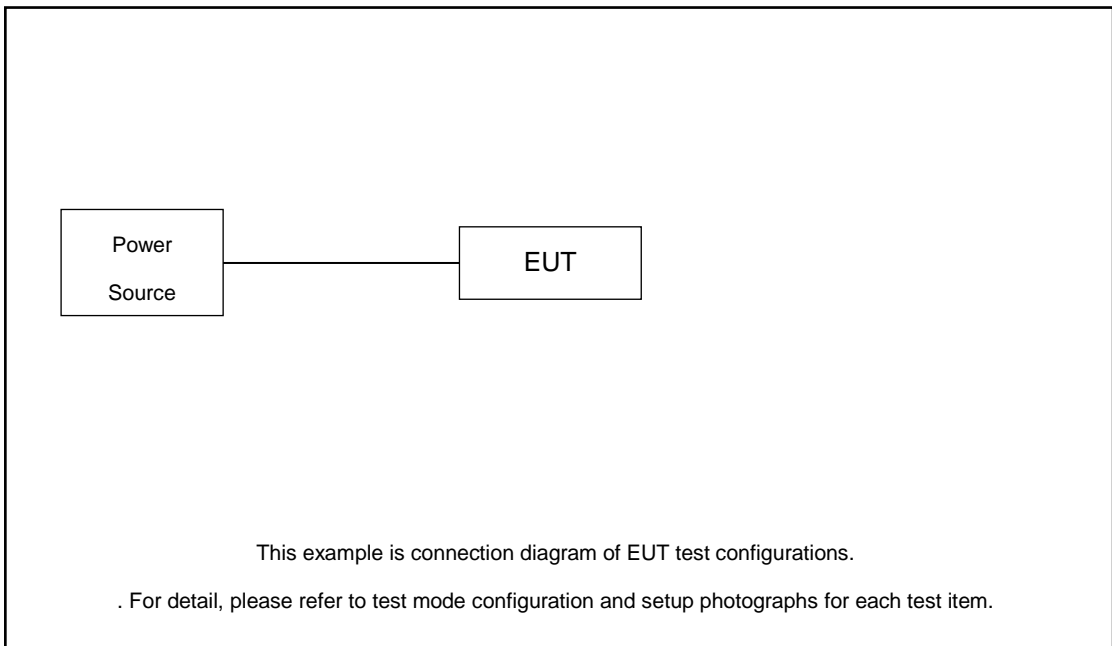 Power
Source
EUT
This example is connection diagram of EUT test configurations.
. For detail, please refer to test mode configuration and setup photographs for each test item.